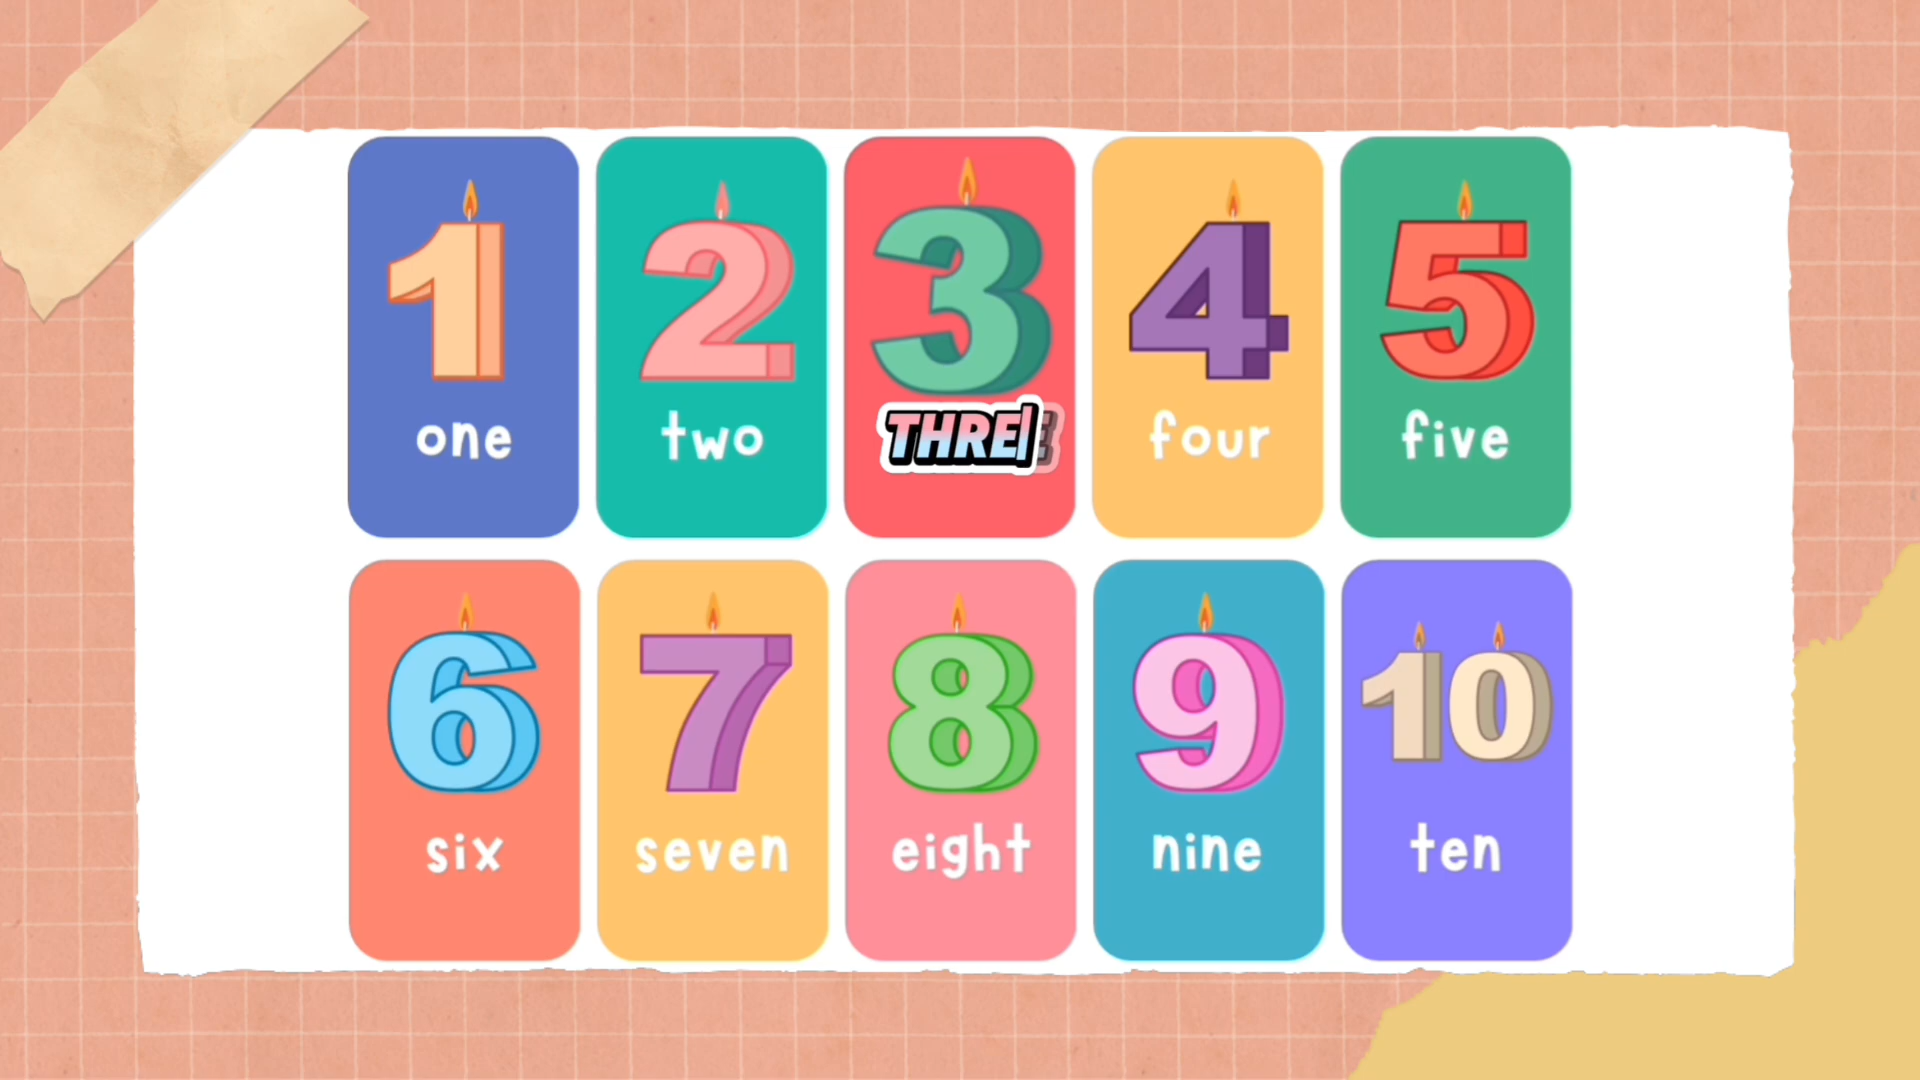 1 2 3 4 5
one two THREE four five
6 7 8 9 10
six seven eight nine ten